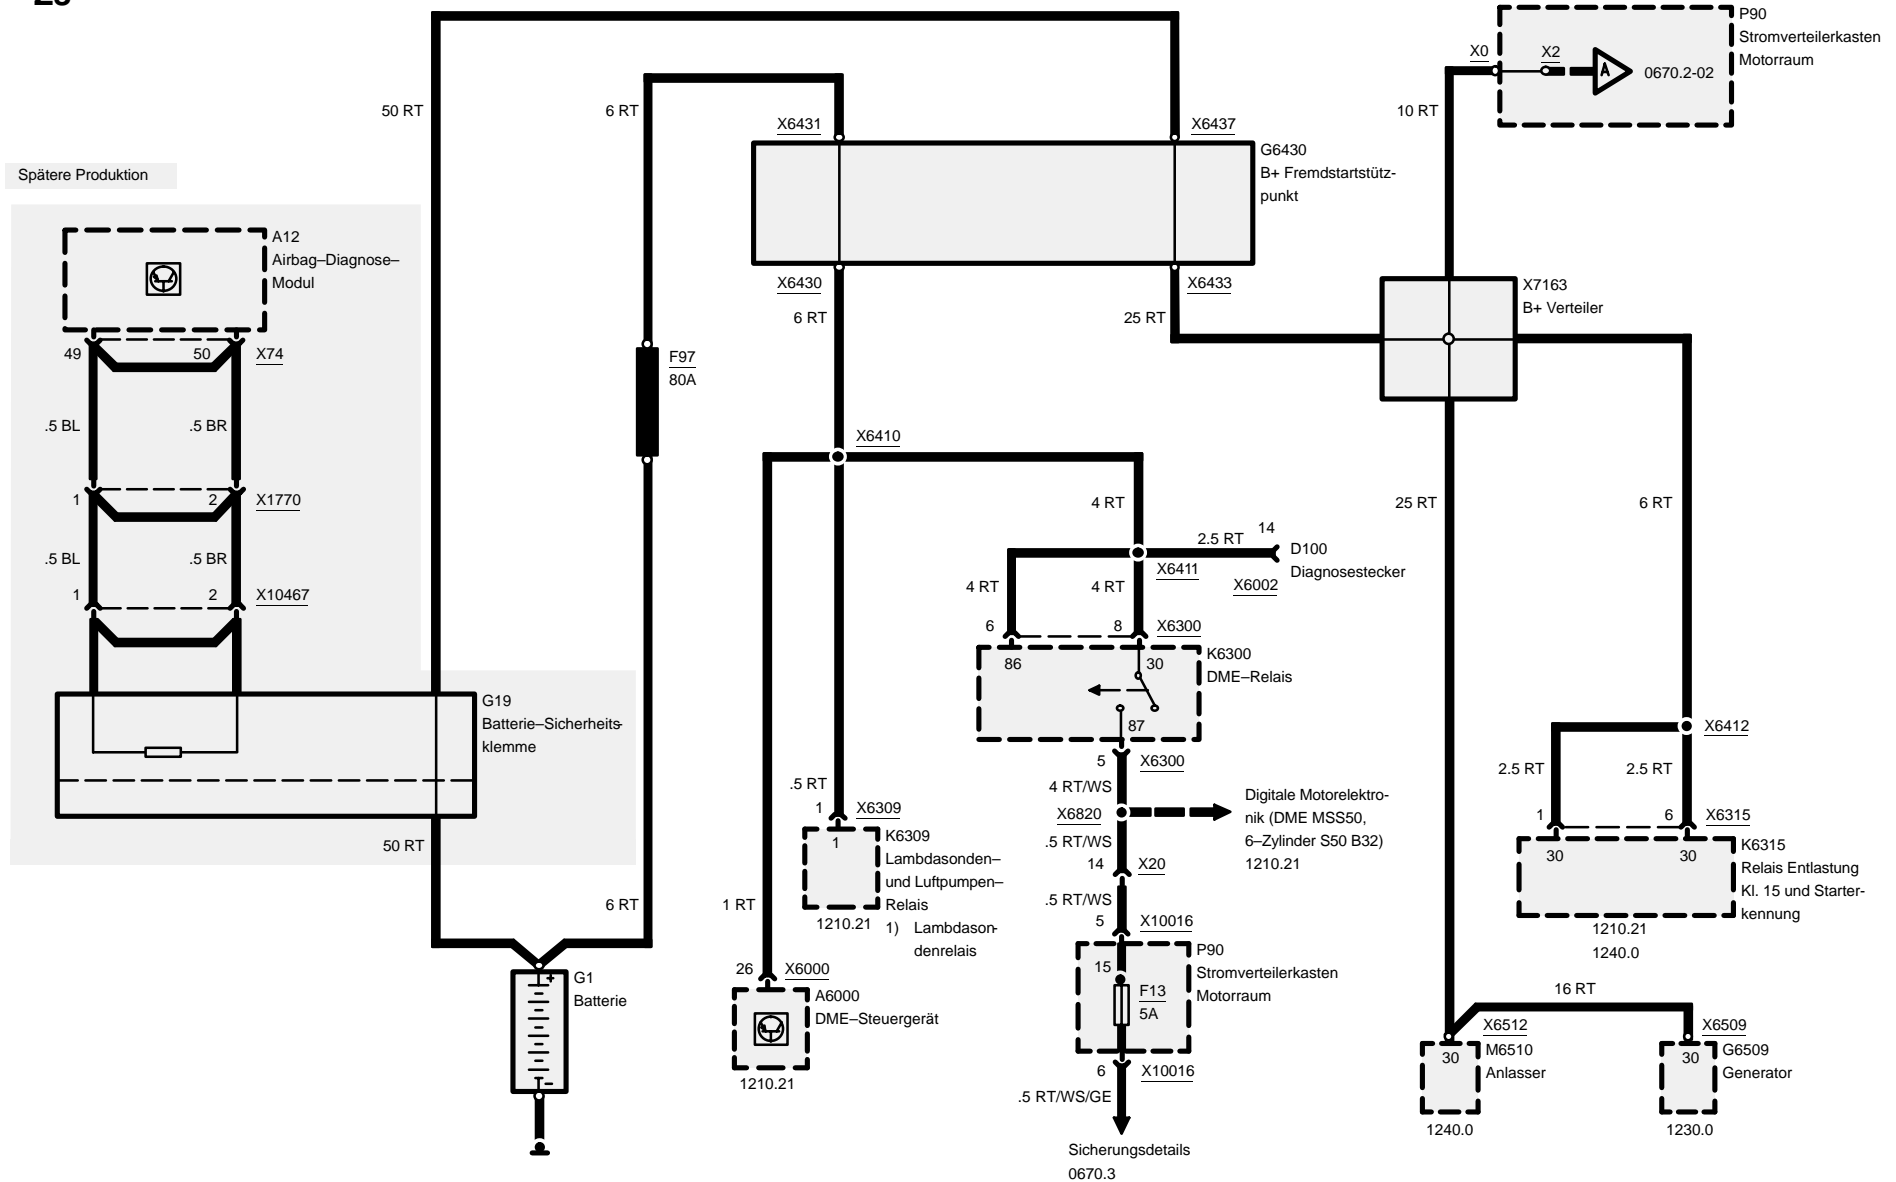 P90
Stromverteilerkasten
Motorraum
X0
X2
A
0670.2-02
50 RT
6 RT
10 RT
X6431
X6437
G6430
B+ Fremdstartstütz-
punkt
Spätere Produktion
A12
Airbag–Diagnose–
Modul
X6430
X6433
6 RT
25 RT
X7163
B+ Verteiler
49
50
X74
F97
80A
.5 BL
.5 BR
X6410
1
2
X1770
4 RT
25 RT
6 RT
14
2.5 RT
D100
Diagnosestecker
X6411
X6002
.5 BL
.5 BR
4 RT
4 RT
1
2
X10467
6
8
X6300
K6300
DME–Relais
86
30
87
G19
Batterie–Sicherheits-
klemme
X6412
5
X6300
2.5 RT
2.5 RT
.5 RT
4 RT/WS
Digitale Motorelektro-
nik (DME MSS50,
6–Zylinder S50 B32)
1210.21
1
X6309
X6820
1
6
X6315
50 RT
1
K6309
Lambdasonden–
und Luftpumpen–
Relais
1) Lambdason-
denrelais
1210.21
.5 RT/WS
14
X20
30
30
K6315
Relais Entlastung
Kl. 15 und Starter-
kennung
1210.21
1240.0
6 RT
1 RT
.5 RT/WS
5
X10016
P90
Stromverteilerkasten
Motorraum
15
F13
5A
26
X6000
G1
Batterie
+
-
A6000
DME–Steuergerät
1210.21
16 RT
X6512
X6509
30
M6510
Anlasser
30
G6509
Generator
6
X10016
.5 RT/WS/GE
1240.0
1230.0
Sicherungsdetails
0670.3